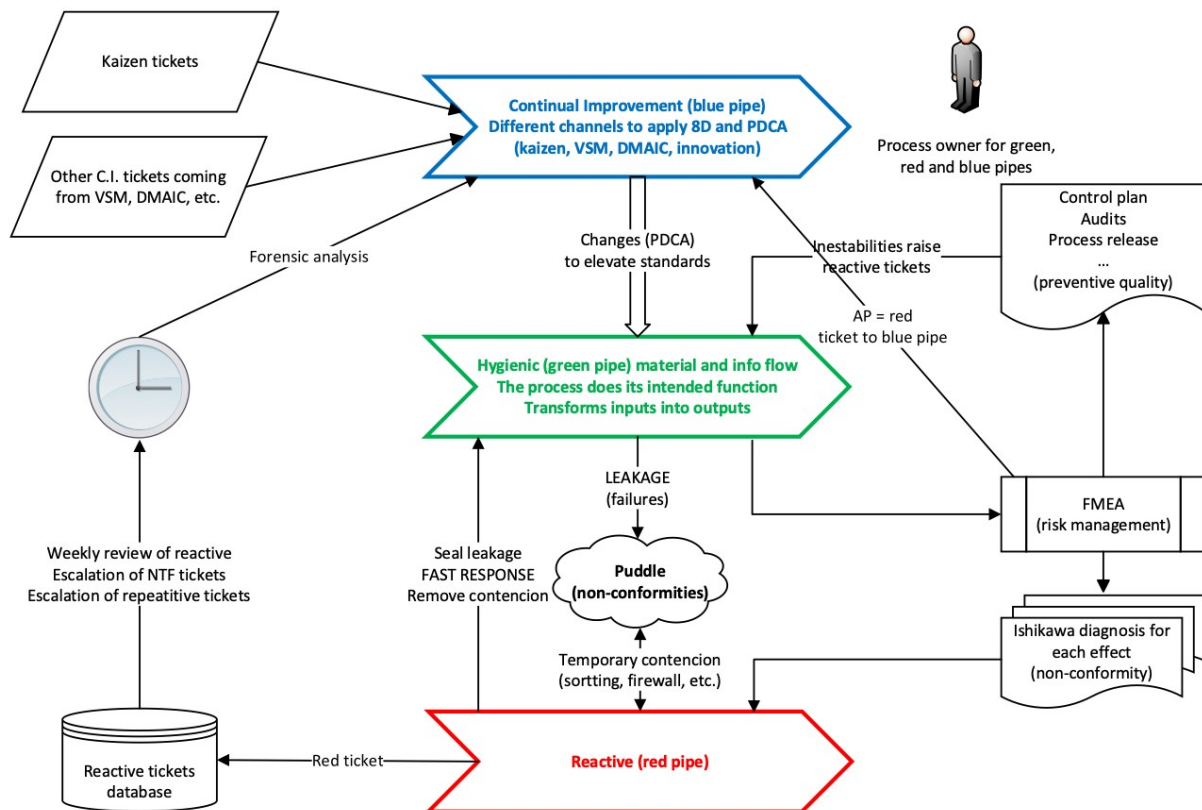 Kaizen tickets
Continual Improvement (blue pipe)
Different channels to apply 8D and PDCA
(kaizen, VSM, DMAIC, innovation)
Process owner for green,
red and blue pipes
Other C.I. tickets coming
from VSM, DMAIC, etc.
Control plan
Audits
Process release
...
(preventive quality)
Forensic analysis
Changes (PDCA)
to elevate standards
Inestabilities raise
reactive tickets
AP = red
ticket to blue pipe
Hygienic (green pipe) material and info flow
The process does its intended function
Transforms inputs into outputs
LEAKAGE
(failures)
FMEA
(risk management)
Weekly review of reactive
Escalation of NTF tickets
Escalation of repeatitive tickets
Seal leakage
FAST RESPONSE
Remove contencion
Puddle
(non-conformities)
Ishikawa diagnosis for
each effect
(non-conformity)
Temporary contencion
(sortting, firewall, etc.)
Reactive tickets
database
Red ticket
Reactive (red pipe)